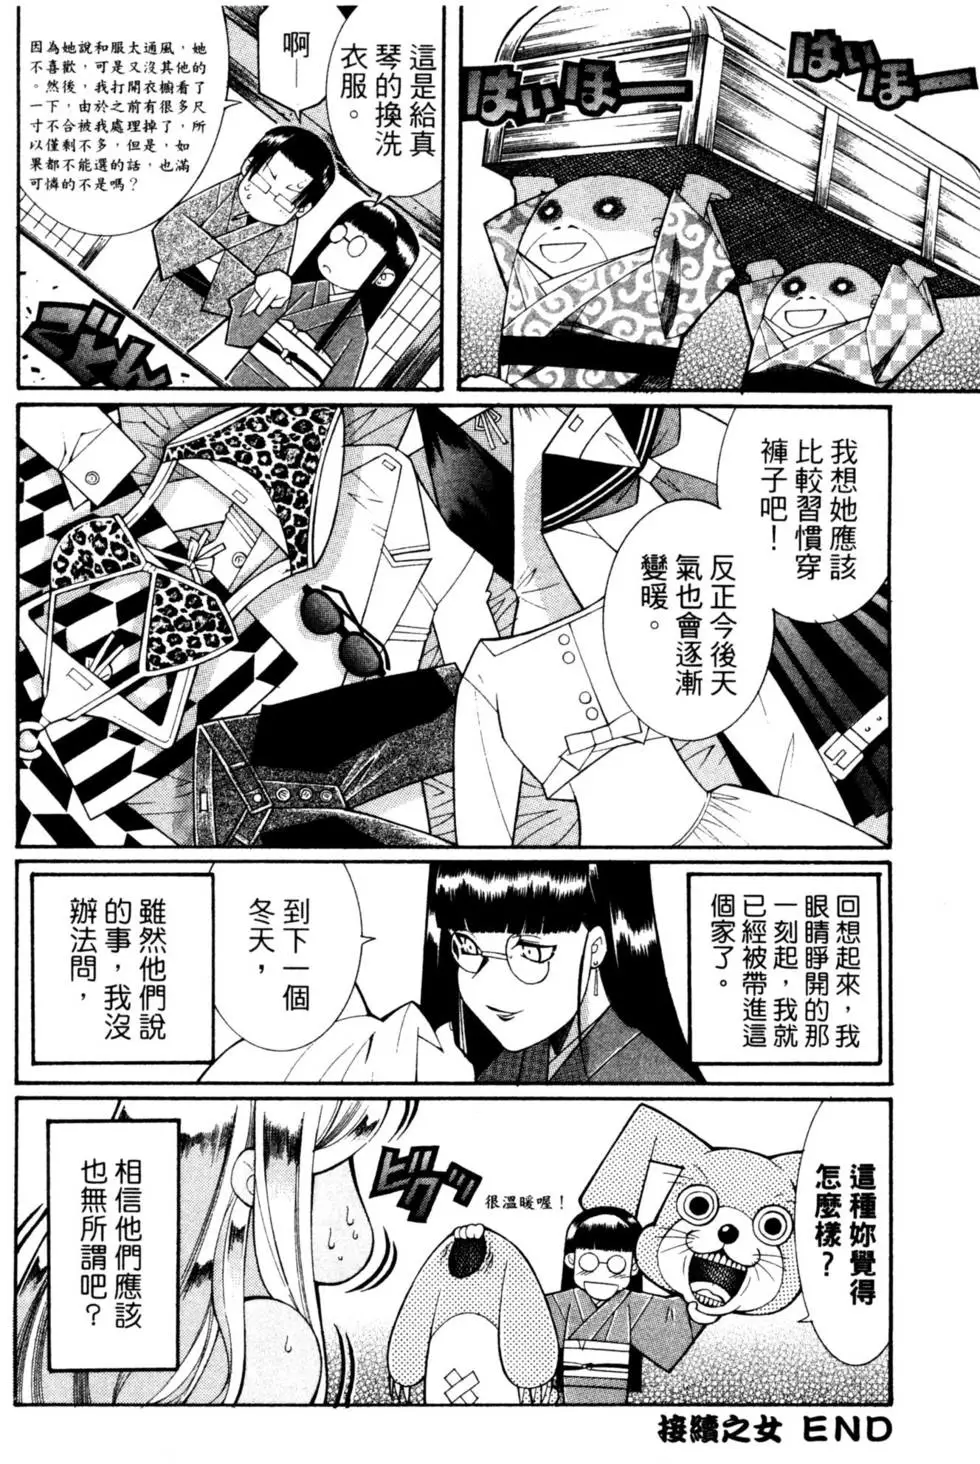 はいほー
はいほー
這是給真
琴的換洗
衣服。
啊—
因為她說和服太通風,她
不喜歡,可是又沒其他的
。然後,我打開衣櫥看了
一下,由於之前有很多尺
寸不合被我處理掉了,所
以僅剩不多,但是,如
果都不能選的話,也滿
可憐的不是嗎?
ごとん
我想她應該
比較習慣穿
褲子吧!
反正今後天
氣也會逐漸
變暖。
回想起來,我
眼睛睜開的那
一刻起,我就
已經被帶進這
個家了。
到下一個
冬天,
雖然他們說
的事,我沒
辦法問,
這種妳覺得
怎麼樣?
很溫暖喔!
ビクッ
相信他們應該
也無所謂吧?
接續之女 END